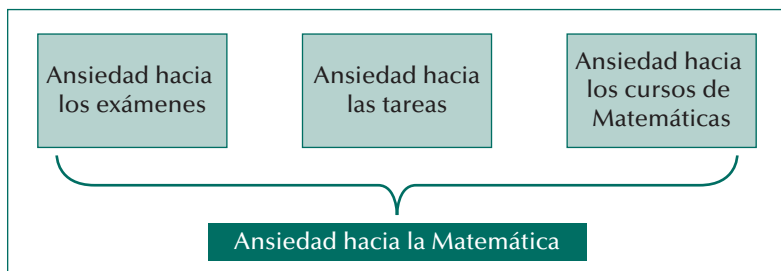 Ansiedad hacia
los exámenes
Ansiedad hacia
las tareas
Ansiedad hacia
los cursos de
Matemáticas
Ansiedad hacia la Matemática